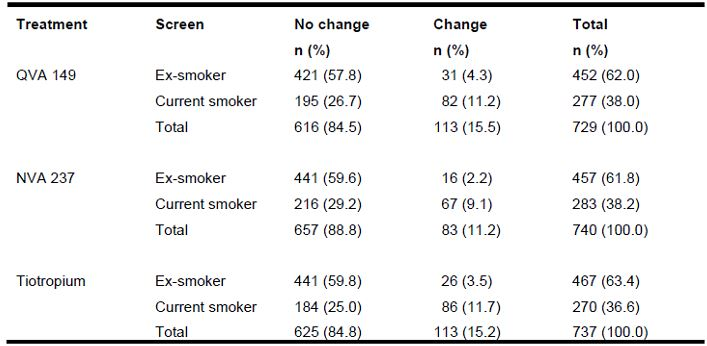 Treatment Screen No change Change Total
n (%) n (%) n (%)
QVA 149 Ex-smoker 421 (57.8) 31 (4.3) 452 (62.0)
Current smoker 195 (26.7) 82 (11.2) 277 (38.0)
Total 616 (84.5) 113 (15.5) 729 (100.0)
NVA 237 Ex-smoker 441 (59.6) 16 (2.2) 457 (61.8)
Current smoker 216 (29.2) 67 (9.1) 283 (38.2)
Total 657 (88.8) 83 (11.2) 740 (100.0)
Tiotropium Ex-smoker 441 (59.8) 26 (3.5) 467 (63.4)
Current smoker 184 (25.0) 86 (11.7) 270 (36.6)
Total 625 (84.8) 113 (15.2) 737 (100.0)